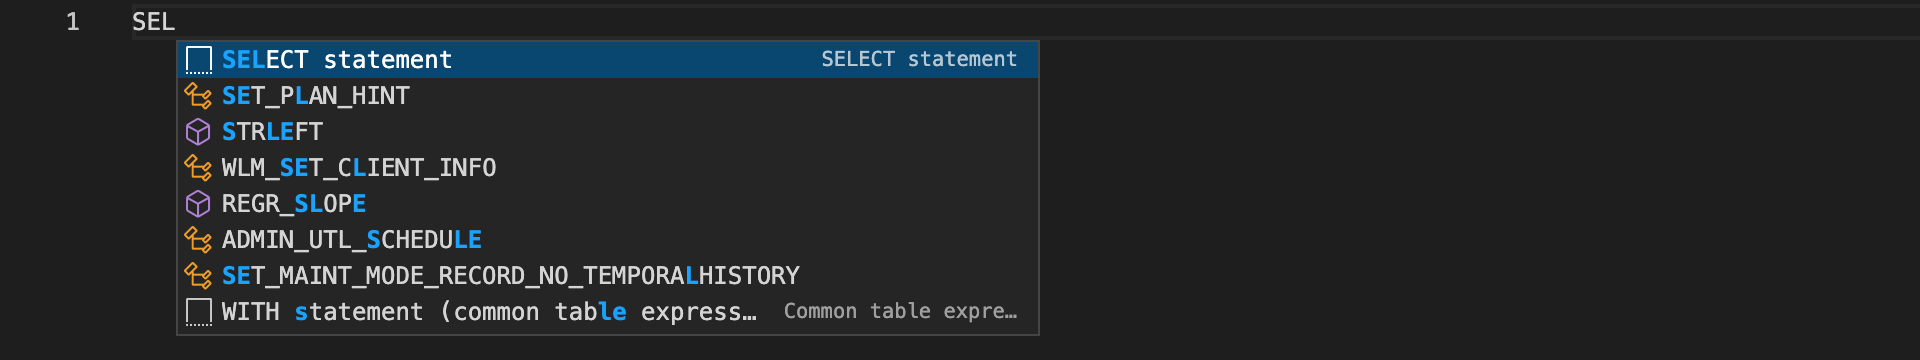 1 SEL
SELECT statement SELECT statement
SET_PLAN_HINT
STRLEFT
WLM_SET_CLIENT_INFO
REGR_SLOPE
ADMIN_UTL_SCHEDULE
SET_MAINT_MODE_RECORD_NO_TEMPORALHISTORY
WITH statement (common table express… Common table expre…